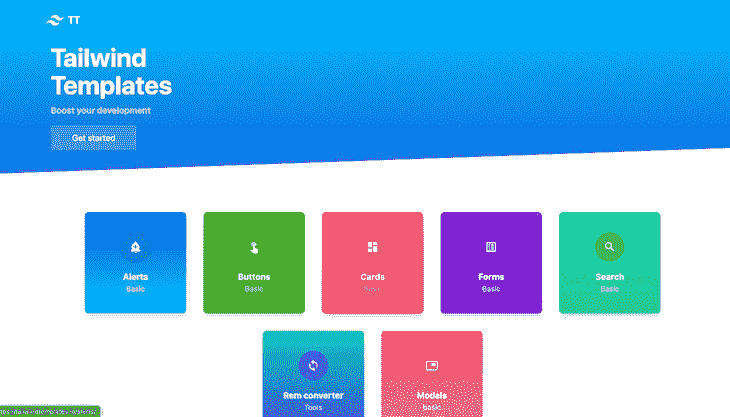 TT
Tailwind
Templates
Boost your development
Get started
Alerts
Basic
Buttons
Basic
Cards
Basic
Forms
Basic
Search
Basic
Rem converter
Tools
Modals
basic